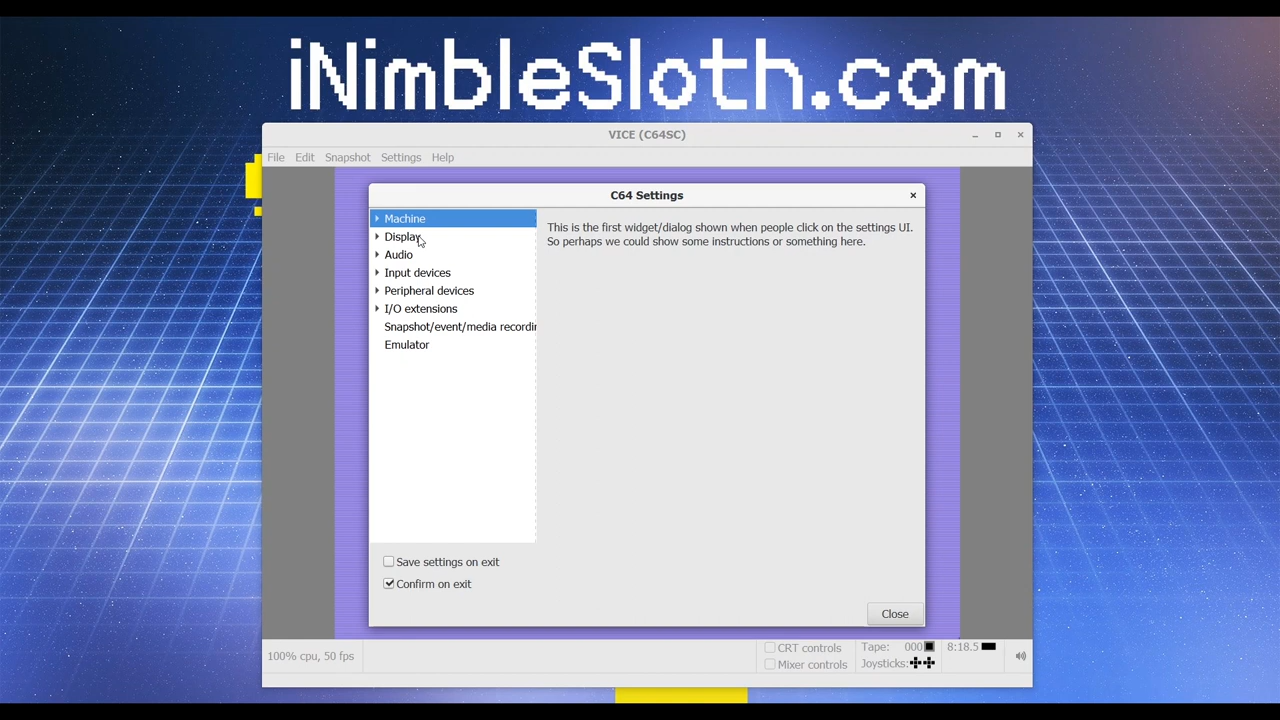 iNimbleSloth.com
VICE (C64SC)
File Edit Snapshot Settings Help
C64 Settings
Machine
Display
Audio
Input devices
Peripheral devices
I/O extensions
Snapshot/event/media recordin
Emulator
This is the first widget/dialog shown when people click on the settings UI.
So perhaps we could show some instructions or something here.
Save settings on exit
Confirm on exit
Close
100% cpu, 50 fps
CRT controls
Mixer controls
Tape: 000
Joysticks:
8:18.5